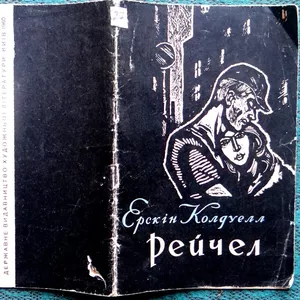 Ерскін Колдуелл
Рейчел
ДЕРЖАВНЕ ВИДАВНИЦТВО ХУДОЖНЬОЇ ЛІТЕРАТУРИ КИЇВ 1960